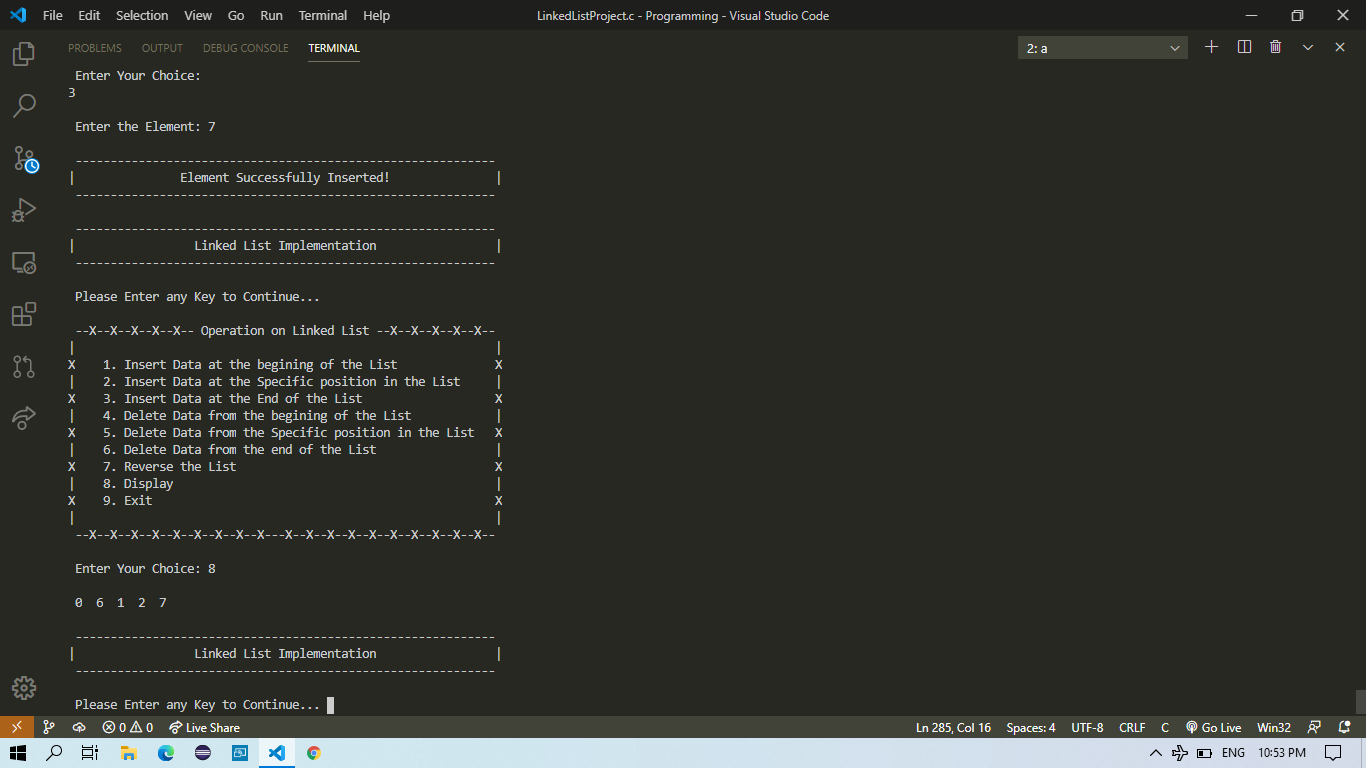 File Edit Selection View Go Run Terminal Help LinkedListProject.c - Programming - Visual Studio Code
PROBLEMS OUTPUT DEBUG CONSOLE TERMINAL 2: a
Enter Your Choice:
3
Enter the Element: 7
------------------------------------------------------------
| Element Successfully Inserted! |
------------------------------------------------------------
------------------------------------------------------------
| Linked List Implementation |
------------------------------------------------------------
Please Enter any Key to Continue...
--X--X--X--X--X-- Operation on Linked List --X--X--X--X--X--
| |
X 1. Insert Data at the begining of the List X
| 2. Insert Data at the Specific position in the List |
X 3. Insert Data at the End of the List X
| 4. Delete Data from the begining of the List |
X 5. Delete Data from the Specific position in the List X
| 6. Delete Data from the end of the List |
X 7. Reverse the List X
| 8. Display |
X 9. Exit X
| |
--X--X--X--X--X--X--X--X--X---X--X--X--X--X--X--X--X--X--X--
Enter Your Choice: 8
0 6 1 2 7
------------------------------------------------------------
| Linked List Implementation |
------------------------------------------------------------
Please Enter any Key to Continue...
0 0 Live Share Ln 285, Col 16 Spaces: 4 UTF-8 CRLF C Go Live Win32
ENG 10:53 PM